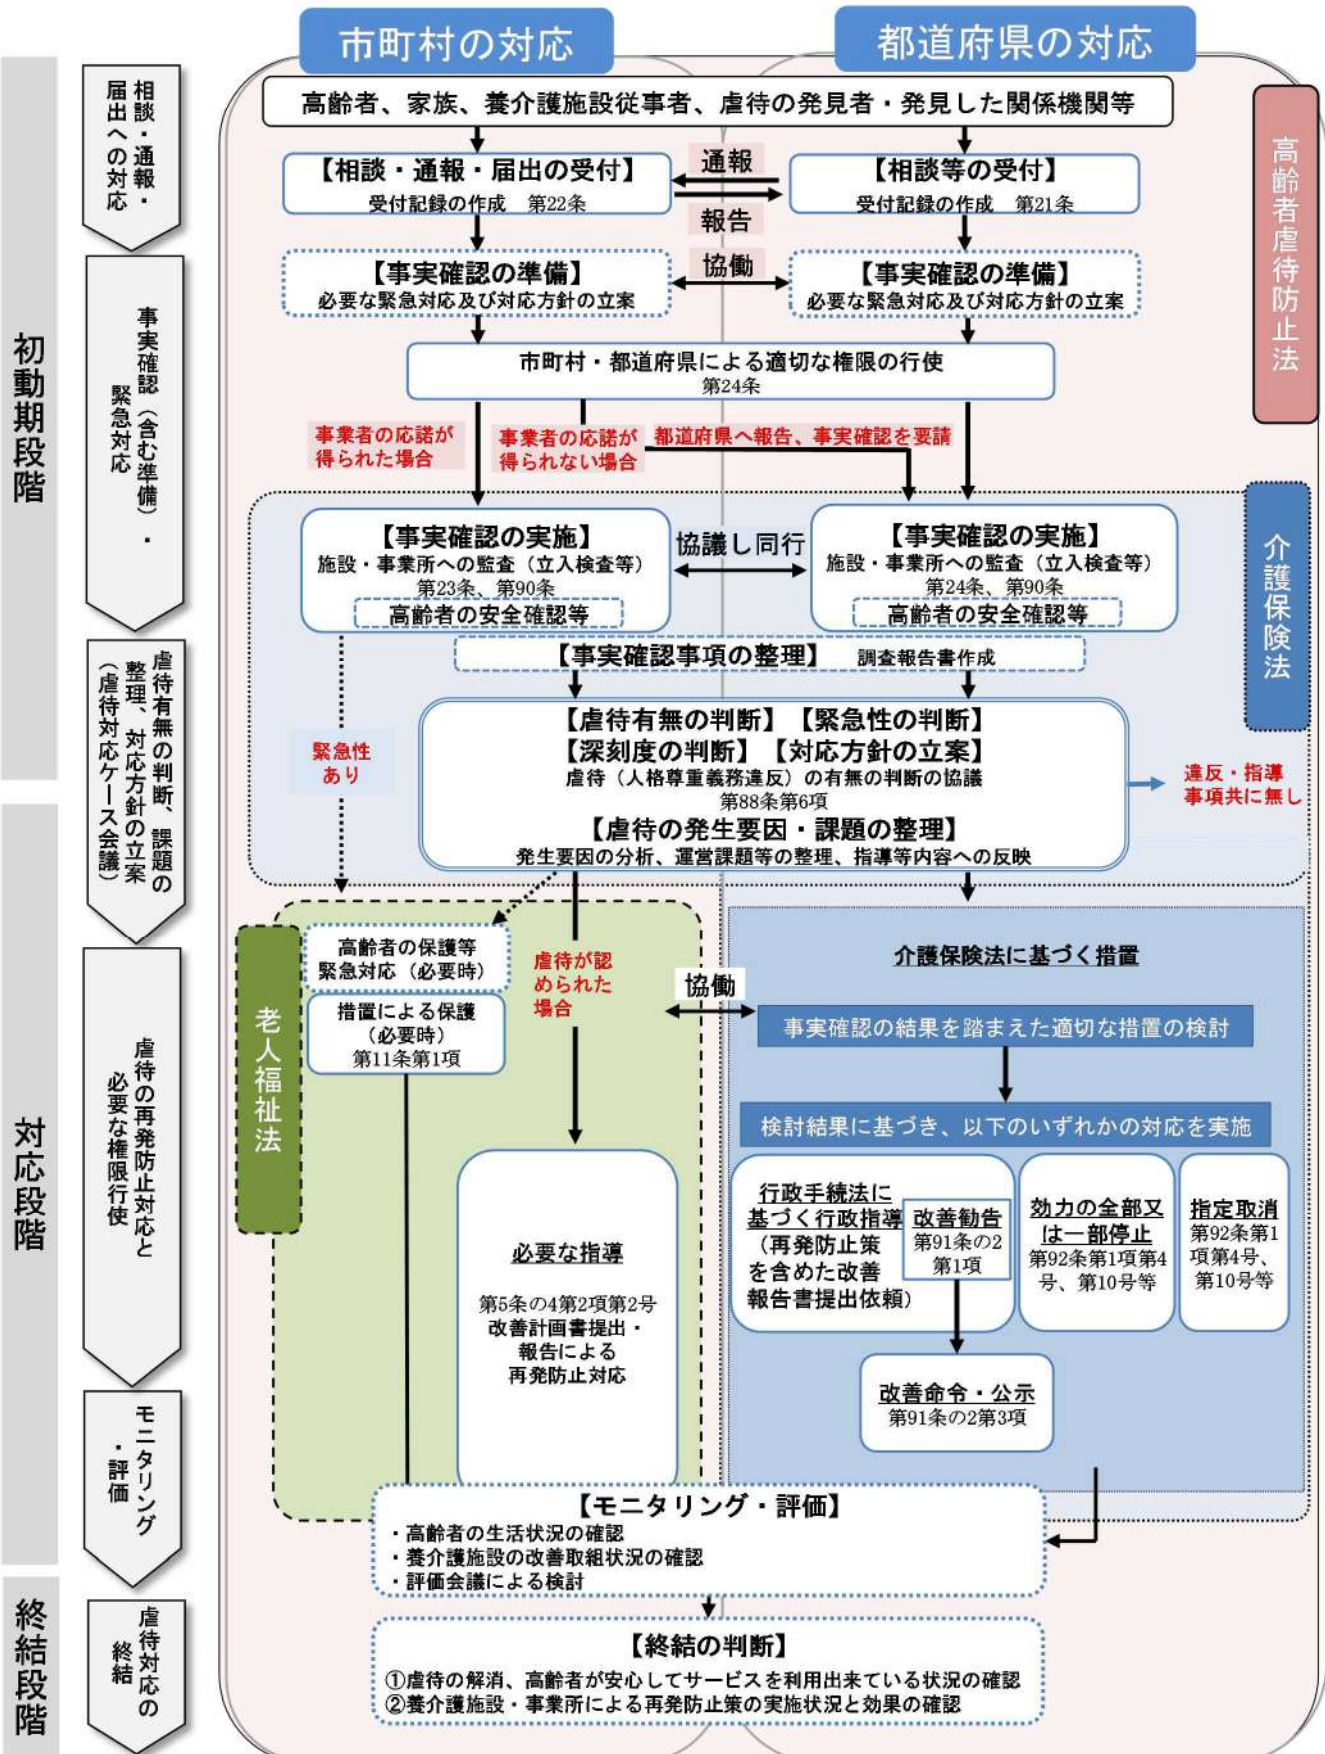 市町村の対応
都道府県の対応
高齢者、家族、養介護施設従事者、虐待の発見者・発見した関係機関等
初動期段階
相談・通報・
届出への対応
高齢者虐待防止法
【相談・通報・届出の受付】
受付記録の作成　第22条
通報
報告
【相談等の受付】
受付記録の作成　第21条
事実確認（含む準備）・
緊急対応
【事実確認の準備】
必要な緊急対応及び対応方針の立案
協働
【事実確認の準備】
必要な緊急対応及び対応方針の立案
市町村・都道府県による適切な権限の行使
第24条
事業者の応諾が
得られた場合
事業者の応諾が
得られない場合
都道府県へ報告、事実確認を要請
介護保険法
【事実確認の実施】
施設・事業所への監査（立入検査等）
第23条、第90条
高齢者の安全確認等
協議し同行
【事実確認の実施】
施設・事業所への監査（立入検査等）
第24条、第90条
高齢者の安全確認等
【事実確認事項の整理】　調査報告書作成
虐待有無の判断、課題の
整理、対応方針の立案
（虐待対応ケース会議）
緊急性
あり
【虐待有無の判断】【緊急性の判断】
【深刻度の判断】【対応方針の立案】
虐待（人格尊重義務違反）の有無の判断の協議
第88条第6項
【虐待の発生要因・課題の整理】
発生要因の分析、運営課題等の整理、指導等内容への反映
違反・指導
事項共に無し
対応段階
虐待の再発防止対応と
必要な権限行使
老人福祉法
高齢者の保護等
緊急対応（必要時）
措置による保護
（必要時）
第11条第1項
虐待が認
められた
場合
協働
介護保険法に基づく措置
事実確認の結果を踏まえた適切な措置の検討
検討結果に基づき、以下のいずれかの対応を実施
必要な指導
第5条の4第2項第2号
改善計画書提出・
報告による
再発防止対応
行政手続法に
基づく行政指導
（再発防止策
を含めた改善
報告書提出依頼）
改善勧告
第91条の2
第1項
効力の全部又
は一部停止
第92条第1項第4
号、第10号等
指定取消
第92条第1
項第4号、
第10号等
改善命令・公示
第91条の2第3項
モニタリング
・評価
【モニタリング・評価】
・高齢者の生活状況の確認
・養介護施設の改善取組状況の確認
・評価会議による検討
終結段階
虐待対応の
終結
【終結の判断】
①虐待の解消、高齢者が安心してサービスを利用出来ている状況の確認
②養介護施設・事業所による再発防止策の実施状況と効果の確認